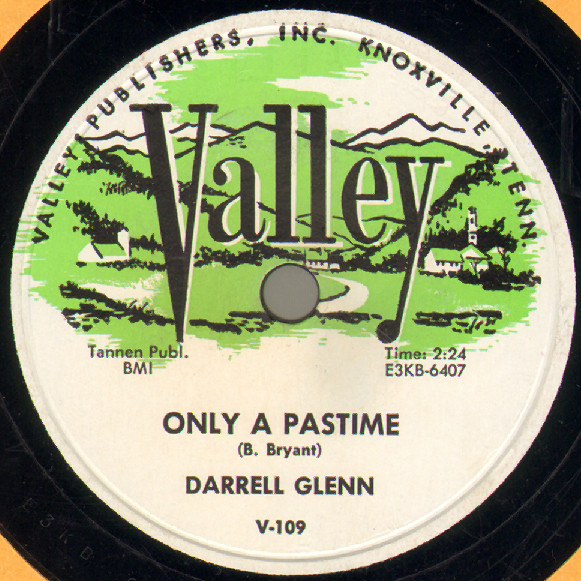 VALLEY PUBLISHERS, INC. KNOXVILLE, TENN.
Valley
Tannen Publ.
BMI
Time: 2:24
E3KB-6407
ONLY A PASTIME
(B. Bryant)
DARRELL GLENN
V-109